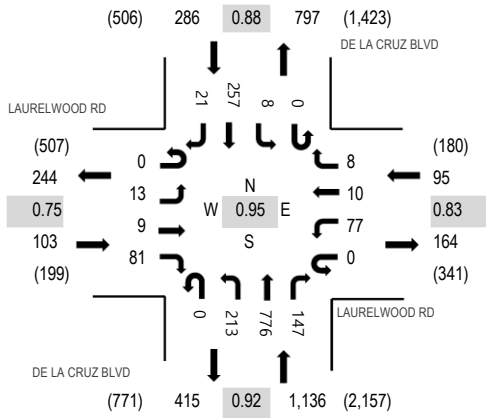 (506) 286 0.88 797 (1,423)
DE LA CRUZ BLVD
LAURELWOOD RD
21 257 8 0
(507) (180)
0 8
244 95
13 N 10
0.75 W 0.95 E 0.83
9 S 77
103 164
81 0
(199) (341)
0 213 776 147
LAURELWOOD RD
DE LA CRUZ BLVD
(771) 415 0.92 1,136 (2,157)